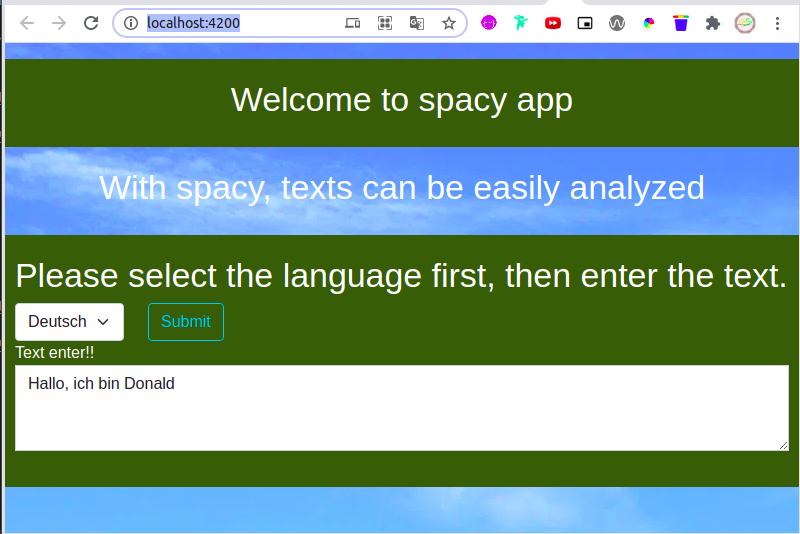 localhost:4200
Welcome to spacy app
With spacy, texts can be easily analyzed
Please select the language first, then enter the text.
Deutsch Submit
Text enter!!
Hallo, ich bin Donald